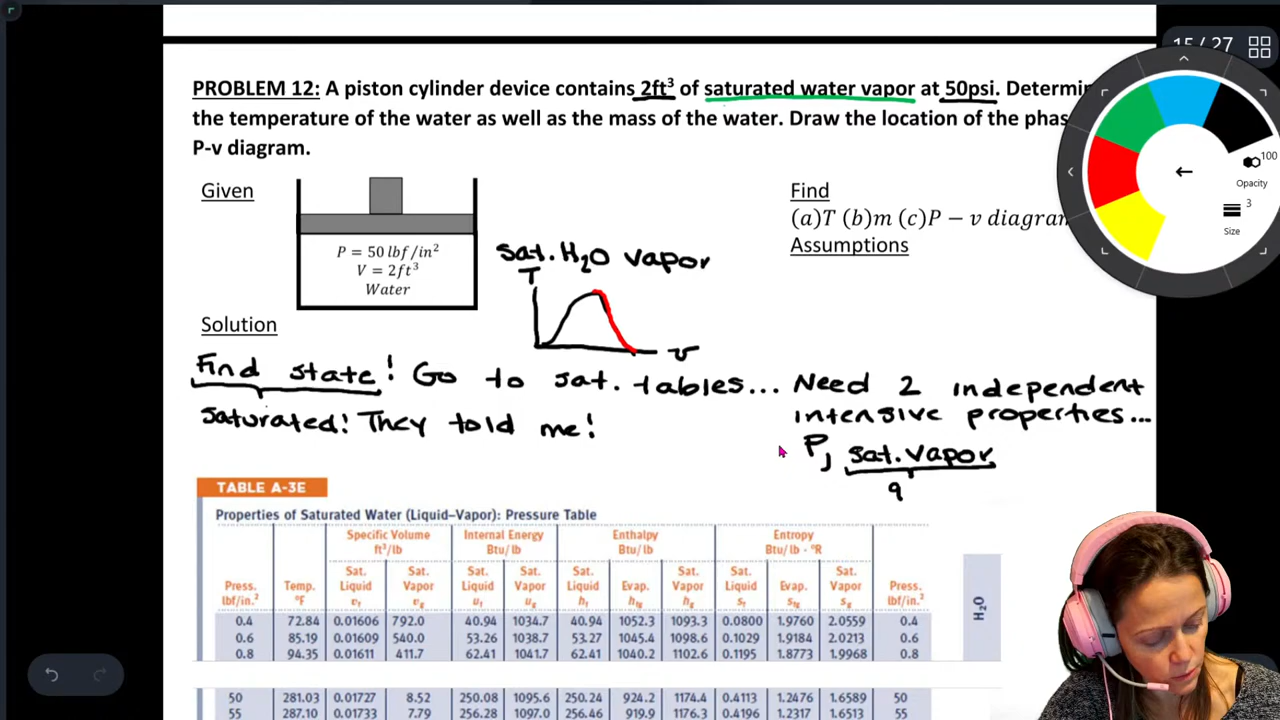 15/27
PROBLEM 12: A piston cylinder device contains 2ft³ of saturated water vapor at 50psi. Determin
the temperature of the water as well as the mass of the water. Draw the location of the phas
P-v diagram.
Given
Find
(a)T (b)m (c)P − v diagram
Assumptions
P = 50 lbf/in²
V = 2ft³
Water
sat. H₂O vapor
T
v
Solution
Find state! Go to sat. tables... Need 2 independent
intensive properties...
saturated! They told me!
P, sat. vapor
TABLE A-3E
Properties of Saturated Water (Liquid–Vapor): Pressure Table
Specific Volume Internal Energy Enthalpy Entropy
ft³/lb Btu/lb Btu/lb Btu/lb · °R
Sat. Sat. Sat. Sat. Sat. Sat. Sat. Sat.
Press. Temp. Liquid Vapor Liquid Vapor Liquid Evap. Vapor Liquid Evap. Vapor Press.
lbf/in.² °F vf vg uf ug hf hfg hg sf sfg sg lbf/in.²
0.4 72.84 0.01606 792.0 40.94 1034.7 40.94 1052.3 1093.3 0.0800 1.9760 2.0559 0.4
0.6 85.19 0.01609 540.0 53.26 1038.7 53.27 1045.4 1098.6 0.1029 1.9184 2.0213 0.6
0.8 94.35 0.01611 411.7 62.41 1041.7 62.41 1040.2 1102.6 0.1195 1.8773 1.9968 0.8
50 281.03 0.01727 8.52 250.08 1095.6 250.24 924.2 1174.4 0.4113 1.2476 1.6589 50
55 287.10 0.01733 7.79 256.28 1097.0 256.46 919.9 1176.3 0.4196 1.2317 1.6513 55
H₂O
100
Opacity
3
Size